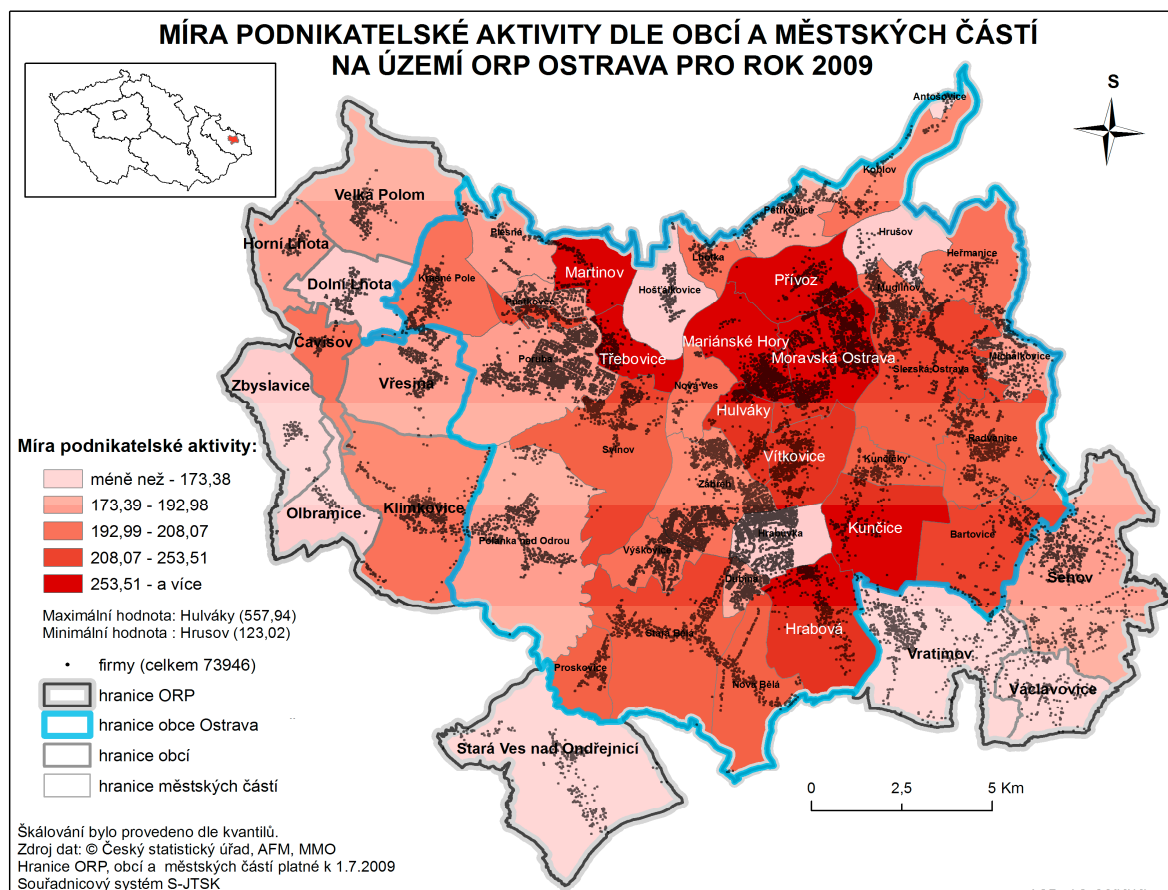 MÍRA PODNIKATELSKÉ AKTIVITY DLE OBCÍ A MĚSTSKÝCH ČÁSTÍ
NA ÚZEMÍ ORP OSTRAVA PRO ROK 2009
S
Antošovice
Koblov
Velká Polom
Petřkovice
Horní Lhota
Plesná
Hrušov
Martinov
Lhotka
Heřmanice
Dolní Lhota
Krásné Pole
Přívoz
Hošťálkovice
Muglinov
Pustkovec
Čavisov
Mariánské Hory
Třebovice
Poruba
Moravská Ostrava
Michálkovice
Zbyslavice
Vřesina
Nová Ves
Slezská Ostrava
Hulváky
Radvanice
Svinov
Vítkovice
Kunčičky
Zábřeh
Olbramice
Klimkovice
Kunčice
Polanka nad Odrou
Hrabůvka
Bartovice
Výškovice
Dubina
Šenov
Stará Bělá
Hrabová
Vratimov
Proskovice
Nová Bělá
Václavovice
Stará Ves nad Ondřejnicí
Míra podnikatelské aktivity:
méně než - 173,38
173,39 - 192,98
192,99 - 208,07
208,07 - 253,51
253,51 - a více
Maximální hodnota: Hulváky (557,94)
Minimální hodnota : Hrusov (123,02)
firmy (celkem 73946)
hranice ORP
hranice obce Ostrava
hranice obcí
hranice městských částí
0 2,5 5 Km
Škálování bylo provedeno dle kvantilů.
Zdroj dat: © Český statistický úřad, AFM, MMO
Hranice ORP, obcí a městských částí platné k 1.7.2009
Souřadnicový systém S-JTSK